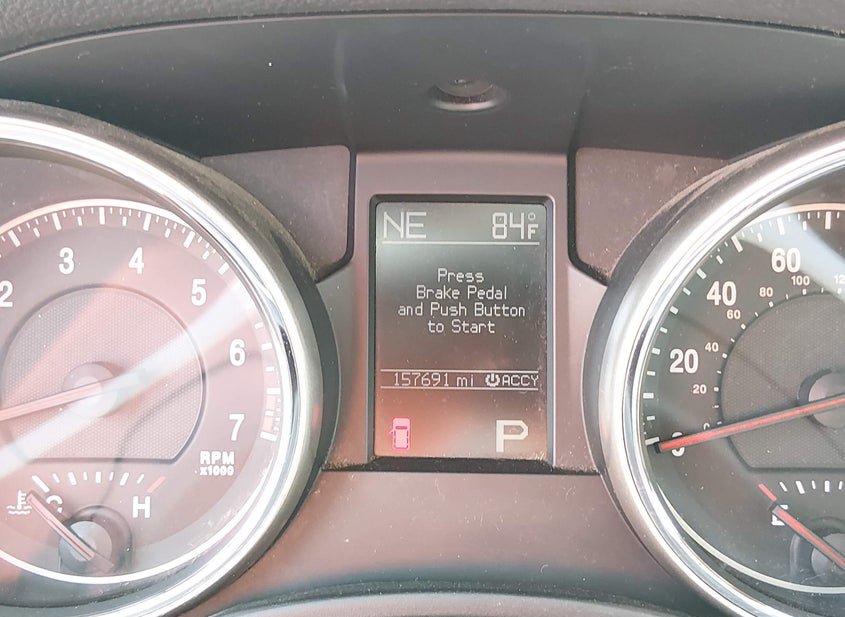 NE 84°F
Press
Brake Pedal
and Push Button
to Start
157691 mi ACCY
P
2 3 4 5 6 7
RPM
x1000
C H
0 20 40 60
20 40 60 80 100
E